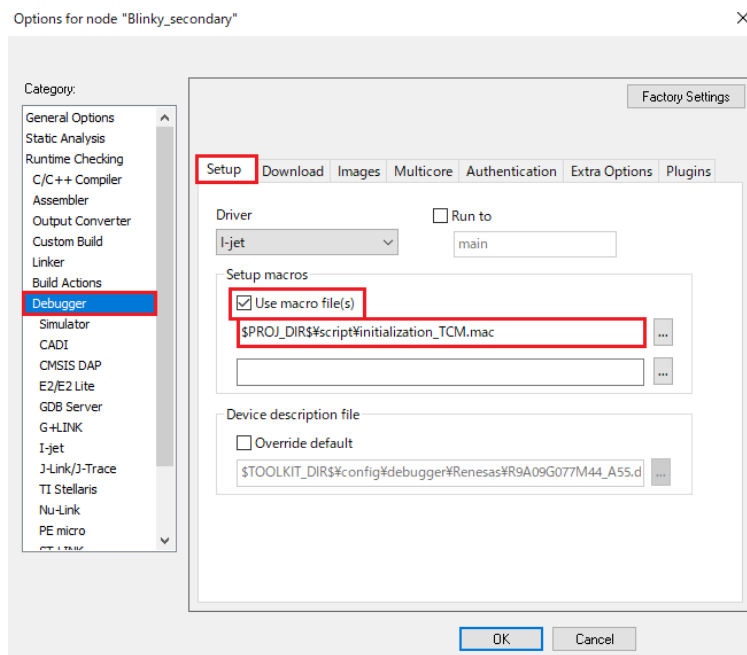 Options for node "Blinky_secondary"
Category:
General Options
Static Analysis
Runtime Checking
C/C++ Compiler
Assembler
Output Converter
Custom Build
Linker
Build Actions
Debugger
Simulator
CADI
CMSIS DAP
E2/E2 Lite
GDB Server
G+LINK
I-jet
J-Link/J-Trace
TI Stellaris
Nu-Link
PE micro
ST-LINK
Factory Settings
Setup Download Images Multicore Authentication Extra Options Plugins
Driver
I-jet
Run to
main
Setup macros
Use macro file(s)
$PROJ_DIR$¥script¥initialization_TCM.mac
...
...
Device description file
Override default
$TOOLKIT_DIR$¥config¥debugger¥Renesas¥R9A09G077M44_A55.d
...
OK Cancel